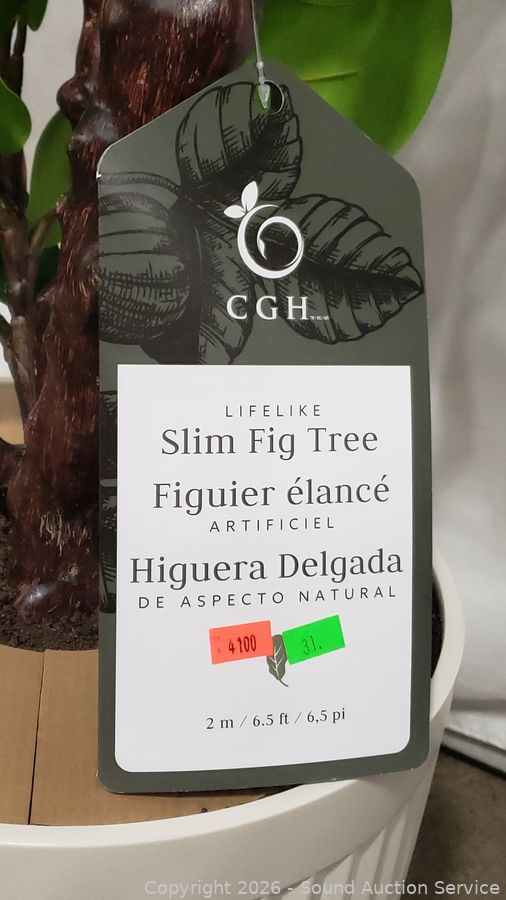 CGH
LIFELIKE
Slim Fig Tree
Figuier élancé
ARTIFICIEL
Higuera Delgada
DE ASPECTO NATURAL
4100 31.
2 m / 6.5 ft / 6,5 pi
Copyright 2026 - Sound Auction Service